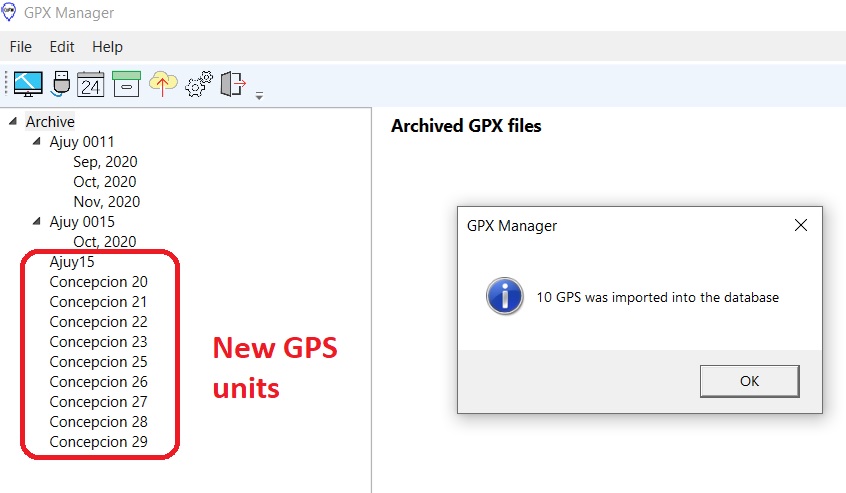 GPX Manager
File Edit Help
24
Archive
Ajuy 0011
Sep, 2020
Oct, 2020
Nov, 2020
Ajuy 0015
Oct, 2020
Ajuy15
Concepcion 20
Concepcion 21
Concepcion 22
Concepcion 23
Concepcion 25
Concepcion 26
Concepcion 27
Concepcion 28
Concepcion 29
New GPS
units
Archived GPX files
GPX Manager
10 GPS was imported into the database
OK